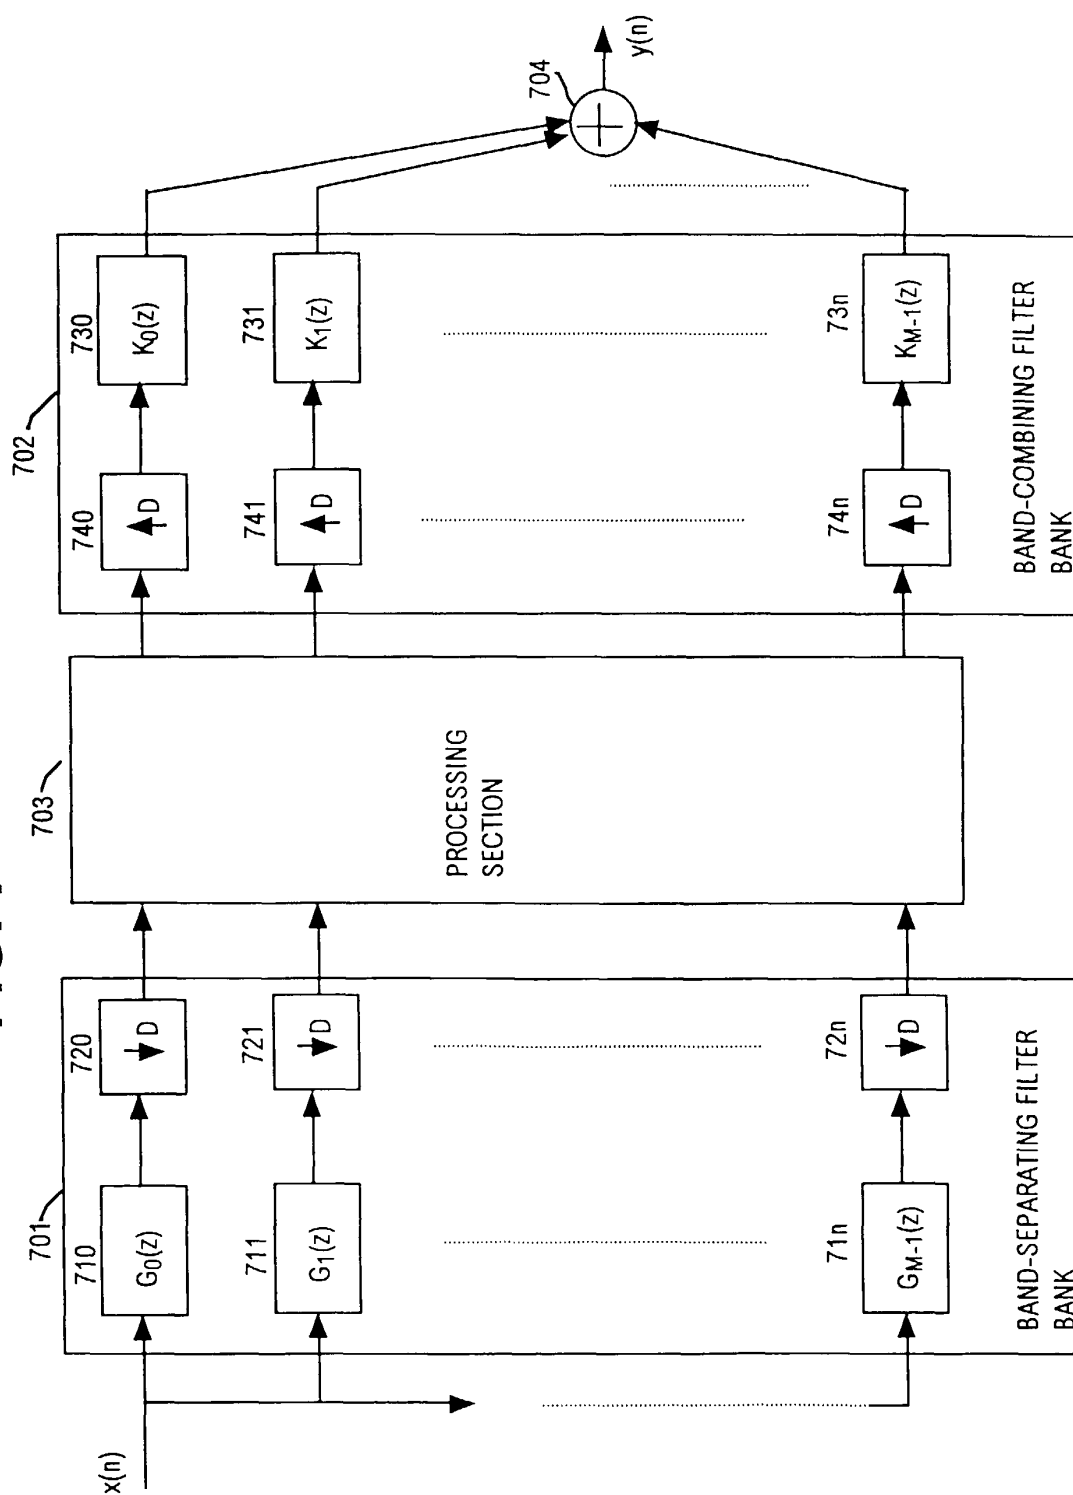 x(n)
701
710
G0(z)
720
D
711
G1(z)
721
D
71n
GM-1(z)
72n
D
BAND-SEPARATING FILTER
BANK
703
PROCESSING
SECTION
702
740
D
730
K0(z)
741
D
731
K1(z)
74n
D
73n
KM-1(z)
BAND-COMBINING FILTER
BANK
704
y(n)